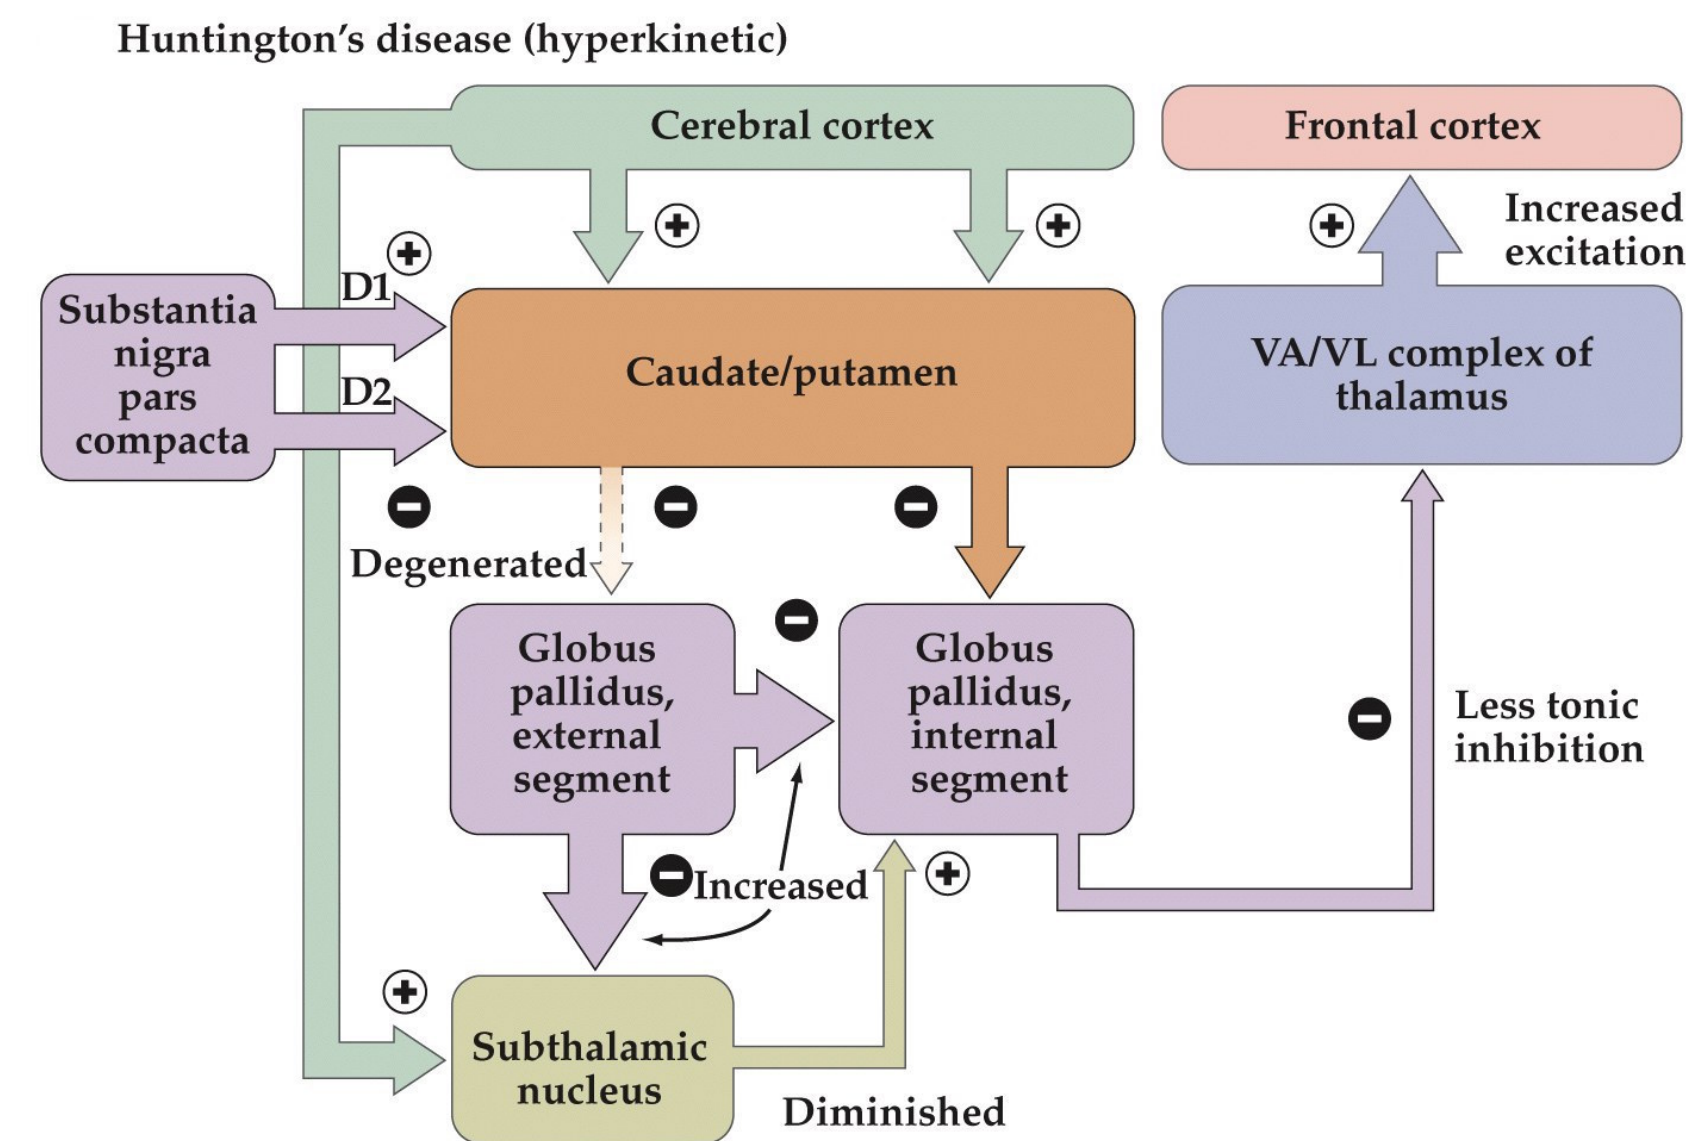 Huntington's disease (hyperkinetic)
Cerebral cortex
Frontal cortex
+
+
+
Increased
excitation
+
D1
Substantia
nigra
pars
compacta
D2
Caudate/putamen
VA/VL complex of
thalamus
−
−
−
Degenerated
−
Globus
pallidus,
external
segment
Globus
pallidus,
internal
segment
−
Less tonic
inhibition
−
Increased
+
+
Subthalamic
nucleus
Diminished